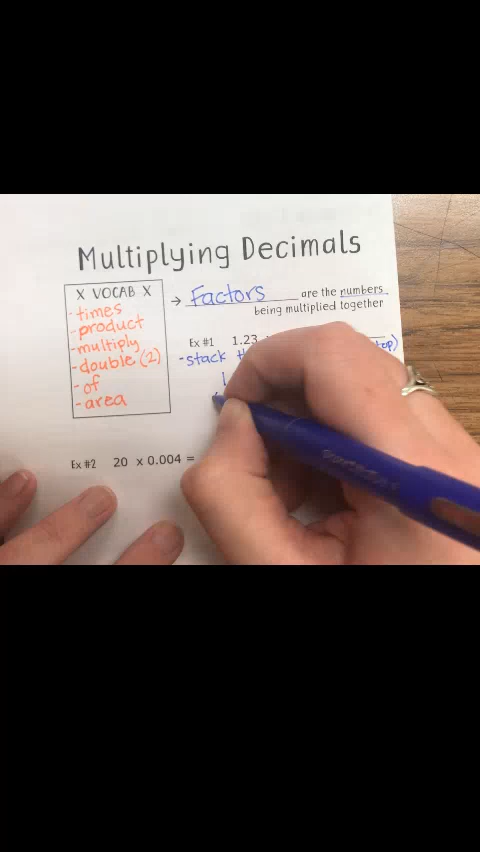 Multiplying Decimals
X VOCAB X
-times
-product
-multiply
-double (2)
-of
-area
→ Factors are the numbers
being multiplied together
Ex #1 1.23
-stack top)
Ex #2 20 x 0.004 =